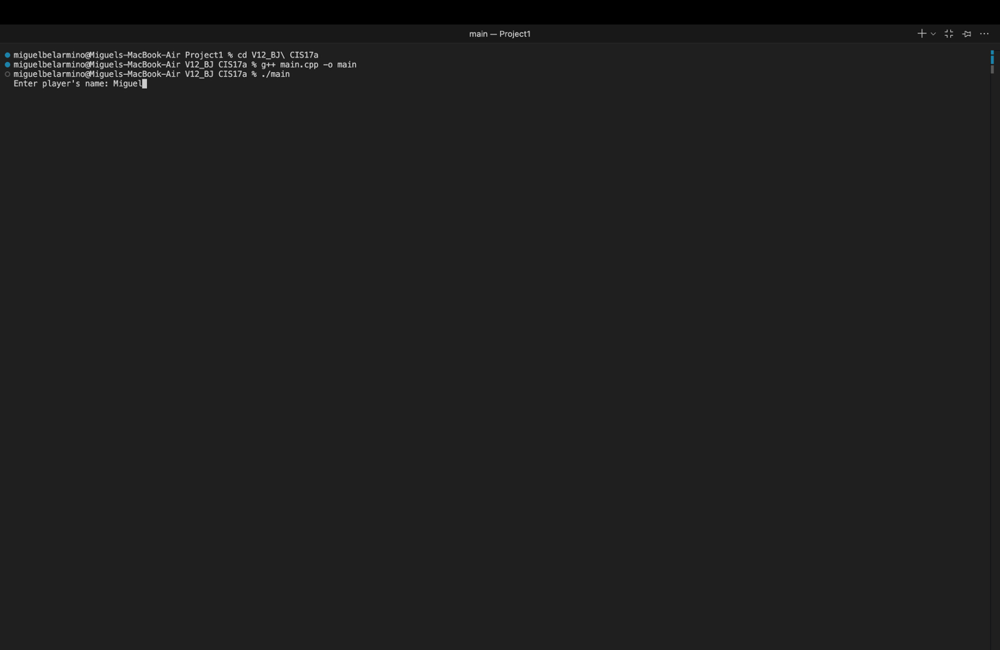 main — Project1
miguelbelarmino@Miguels-MacBook-Air Project1 % cd V12_BJ\ CIS17a
miguelbelarmino@Miguels-MacBook-Air V12_BJ CIS17a % g++ main.cpp -o main
miguelbelarmino@Miguels-MacBook-Air V12_BJ CIS17a % ./main
Enter player's name: Miguel